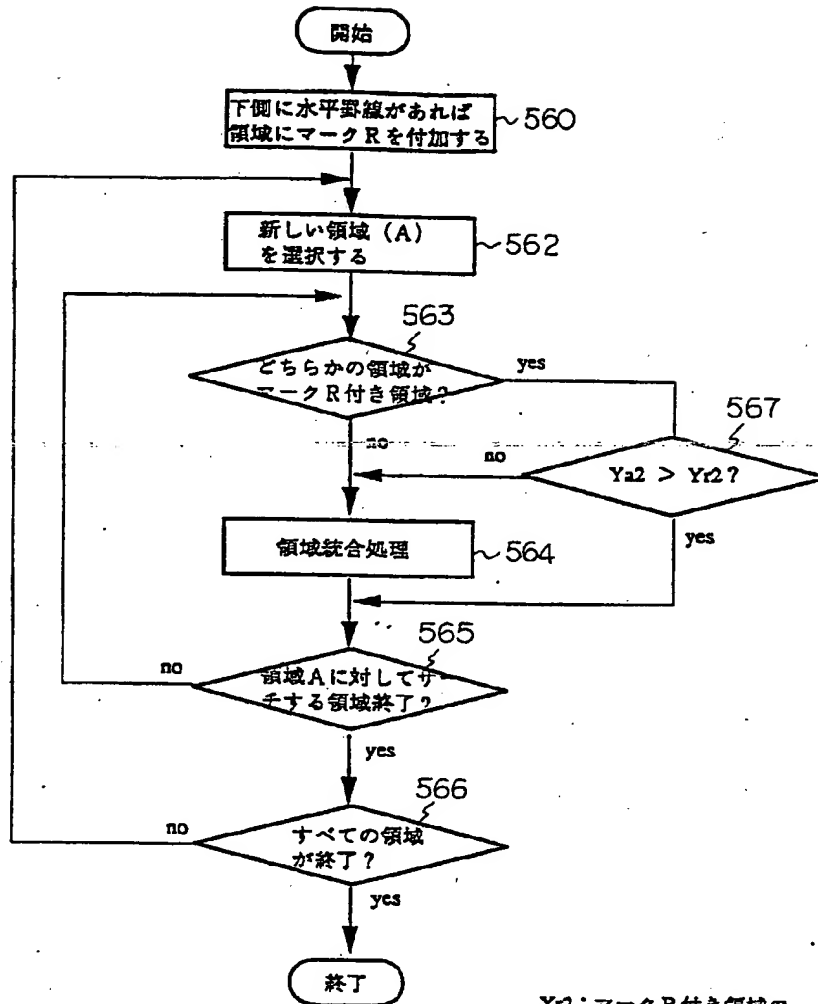 開始
下側に水平罫線があれば
領域にマークRを付加する
560
新しい領域(A)
を選択する
562
563
どちらかの領域が
マークR付き領域?
yes
no
567
Ya2 > Yr2?
no
yes
領域統合処理
564
565
領域Aに対してサー
チする領域終了?
no
yes
566
すべての領域
が終了?
no
yes
終了
Yr2:マークR付き領域の